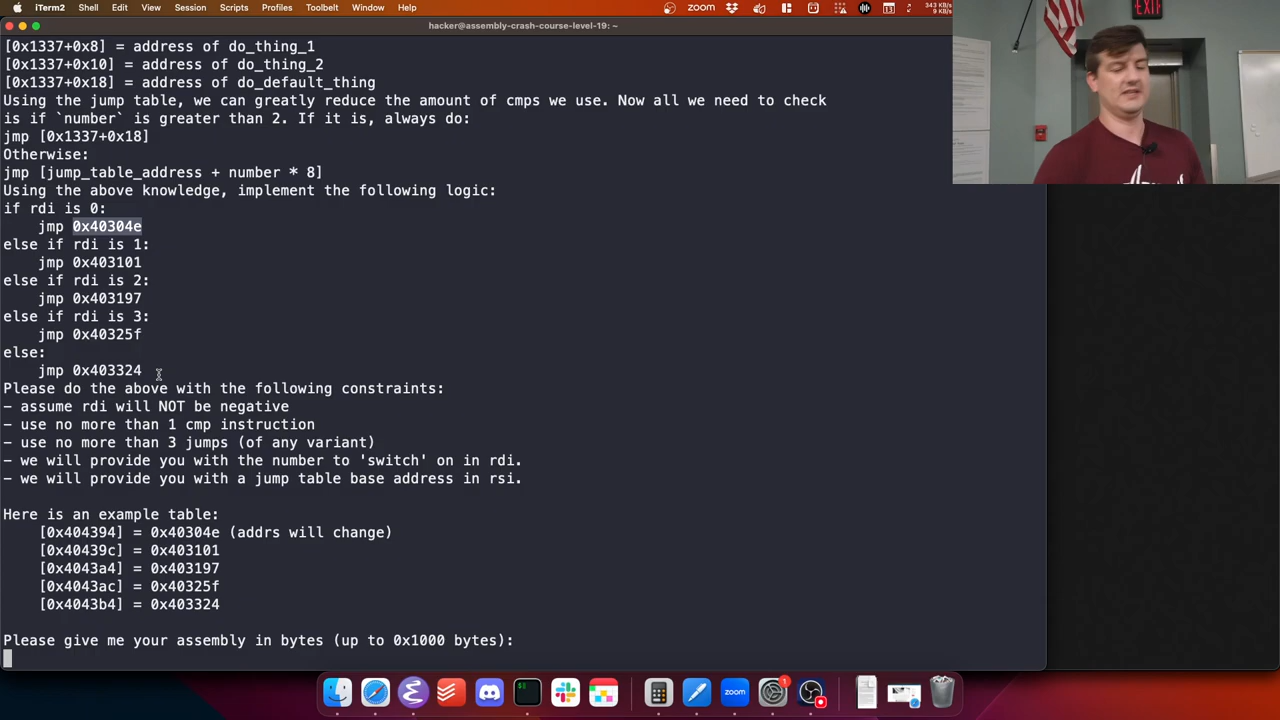 iTerm2 Shell Edit View Session Scripts Profiles Toolbelt Window Help zoom 13 343 KB/s
9 KB/s
hacker@assembly-crash-course-level-19: ~
EXIT
[0x1337+0x8] = address of do_thing_1
[0x1337+0x10] = address of do_thing_2
[0x1337+0x18] = address of do_default_thing
Using the jump table, we can greatly reduce the amount of cmps we use. Now all we need to check
is if `number` is greater than 2. If it is, always do:
jmp [0x1337+0x18]
Otherwise:
jmp [jump_table_address + number * 8]
Using the above knowledge, implement the following logic:
if rdi is 0:
jmp 0x40304e
else if rdi is 1:
jmp 0x403101
else if rdi is 2:
jmp 0x403197
else if rdi is 3:
jmp 0x40325f
else:
jmp 0x403324
Please do the above with the following constraints:
- assume rdi will NOT be negative
- use no more than 1 cmp instruction
- use no more than 3 jumps (of any variant)
- we will provide you with the number to 'switch' on in rdi.
- we will provide you with a jump table base address in rsi.
Here is an example table:
[0x404394] = 0x40304e (addrs will change)
[0x40439c] = 0x403101
[0x4043a4] = 0x403197
[0x4043ac] = 0x40325f
[0x4043b4] = 0x403324
Please give me your assembly in bytes (up to 0x1000 bytes):
zoom 1